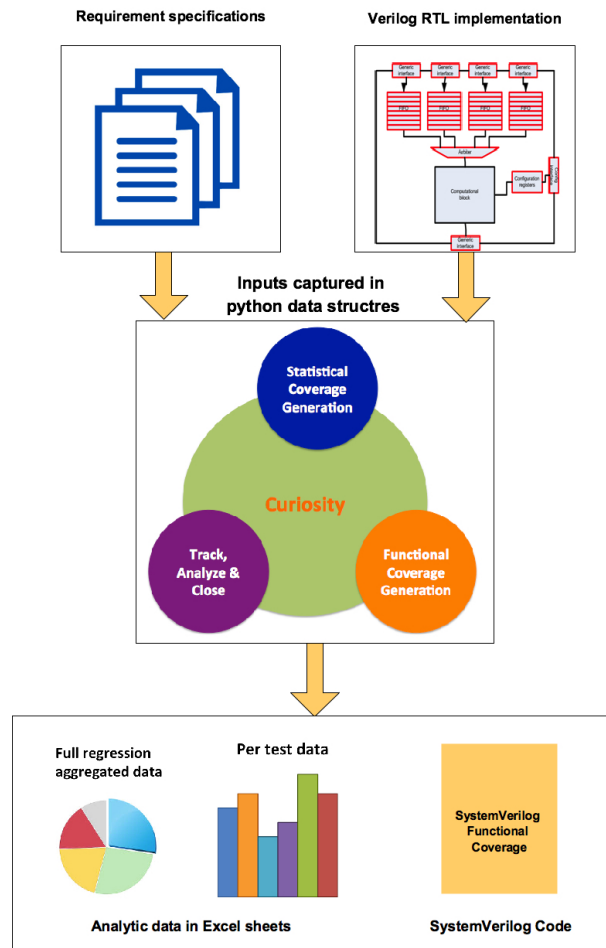 Requirement specifications
Verilog RTL implementation
Generic
interface
Generic
interface
Generic
interface
Generic
interface
FIFO
FIFO
FIFO
FIFO
Arbiter
Computational
block
Configuration
registers
Generic
interface
Inputs captured in
python data structres
Statistical
Coverage
Generation
Curiosity
Track,
Analyze &
Close
Functional
Coverage
Generation
Full regression
aggregated data
Per test data
SystemVerilog
Functional
Coverage
Analytic data in Excel sheets
SystemVerilog Code